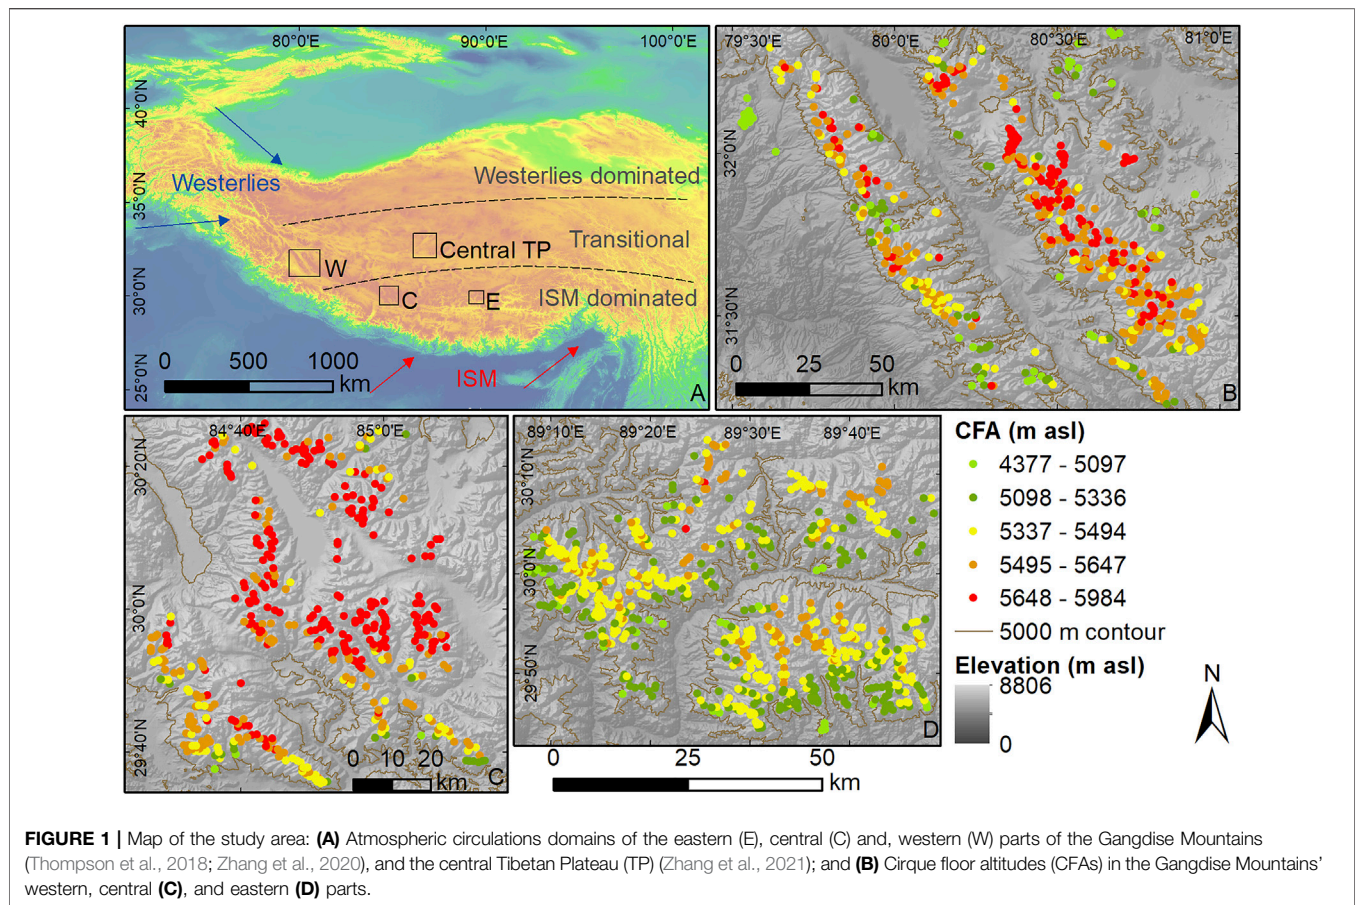 80°0'E
90°0'E
100°0'E
40°0'N
35°0'N
30°0'N
25°0'N
Westerlies
Westerlies dominated
Transitional
Central TP
W
C
E
ISM dominated
ISM
0
500
1000
km
A
79°30'E
80°0'E
80°30'E
81°0'E
32°0'N
31°30'N
0
25
50
km
B
84°40'E
85°0'E
30°20'N
30°0'N
29°40'N
0 10 20
km
C
89°10'E
89°20'E
89°30'E
89°40'E
30°10'N
30°0'N
29°50'N
D
0
25
50
km
CFA (m asl)
4377 - 5097
5098 - 5336
5337 - 5494
5495 - 5647
5648 - 5984
5000 m contour
Elevation (m asl)
8806
0
N
FIGURE 1 | Map of the study area: (A) Atmospheric circulations domains of the eastern (E), central (C) and, western (W) parts of the Gangdise Mountains
(Thompson et al., 2018; Zhang et al., 2020), and the central Tibetan Plateau (TP) (Zhang et al., 2021); and (B) Cirque floor altitudes (CFAs) in the Gangdise Mountains’
western, central (C), and eastern (D) parts.